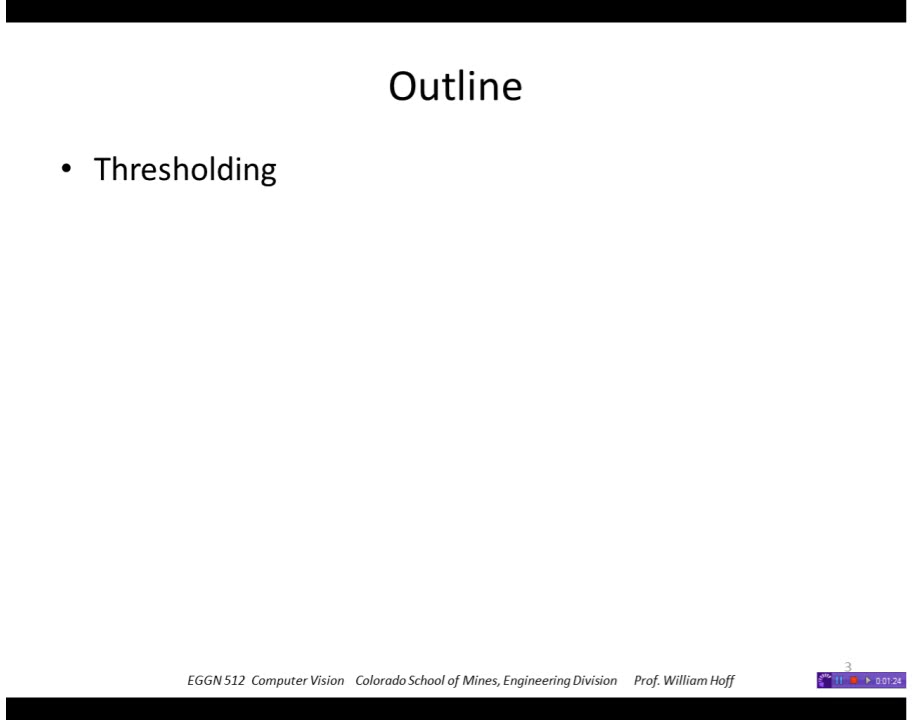 Outline
• Thresholding
3
EGGN 512 Computer Vision Colorado School of Mines, Engineering Division Prof. William Hoff
0:01:24